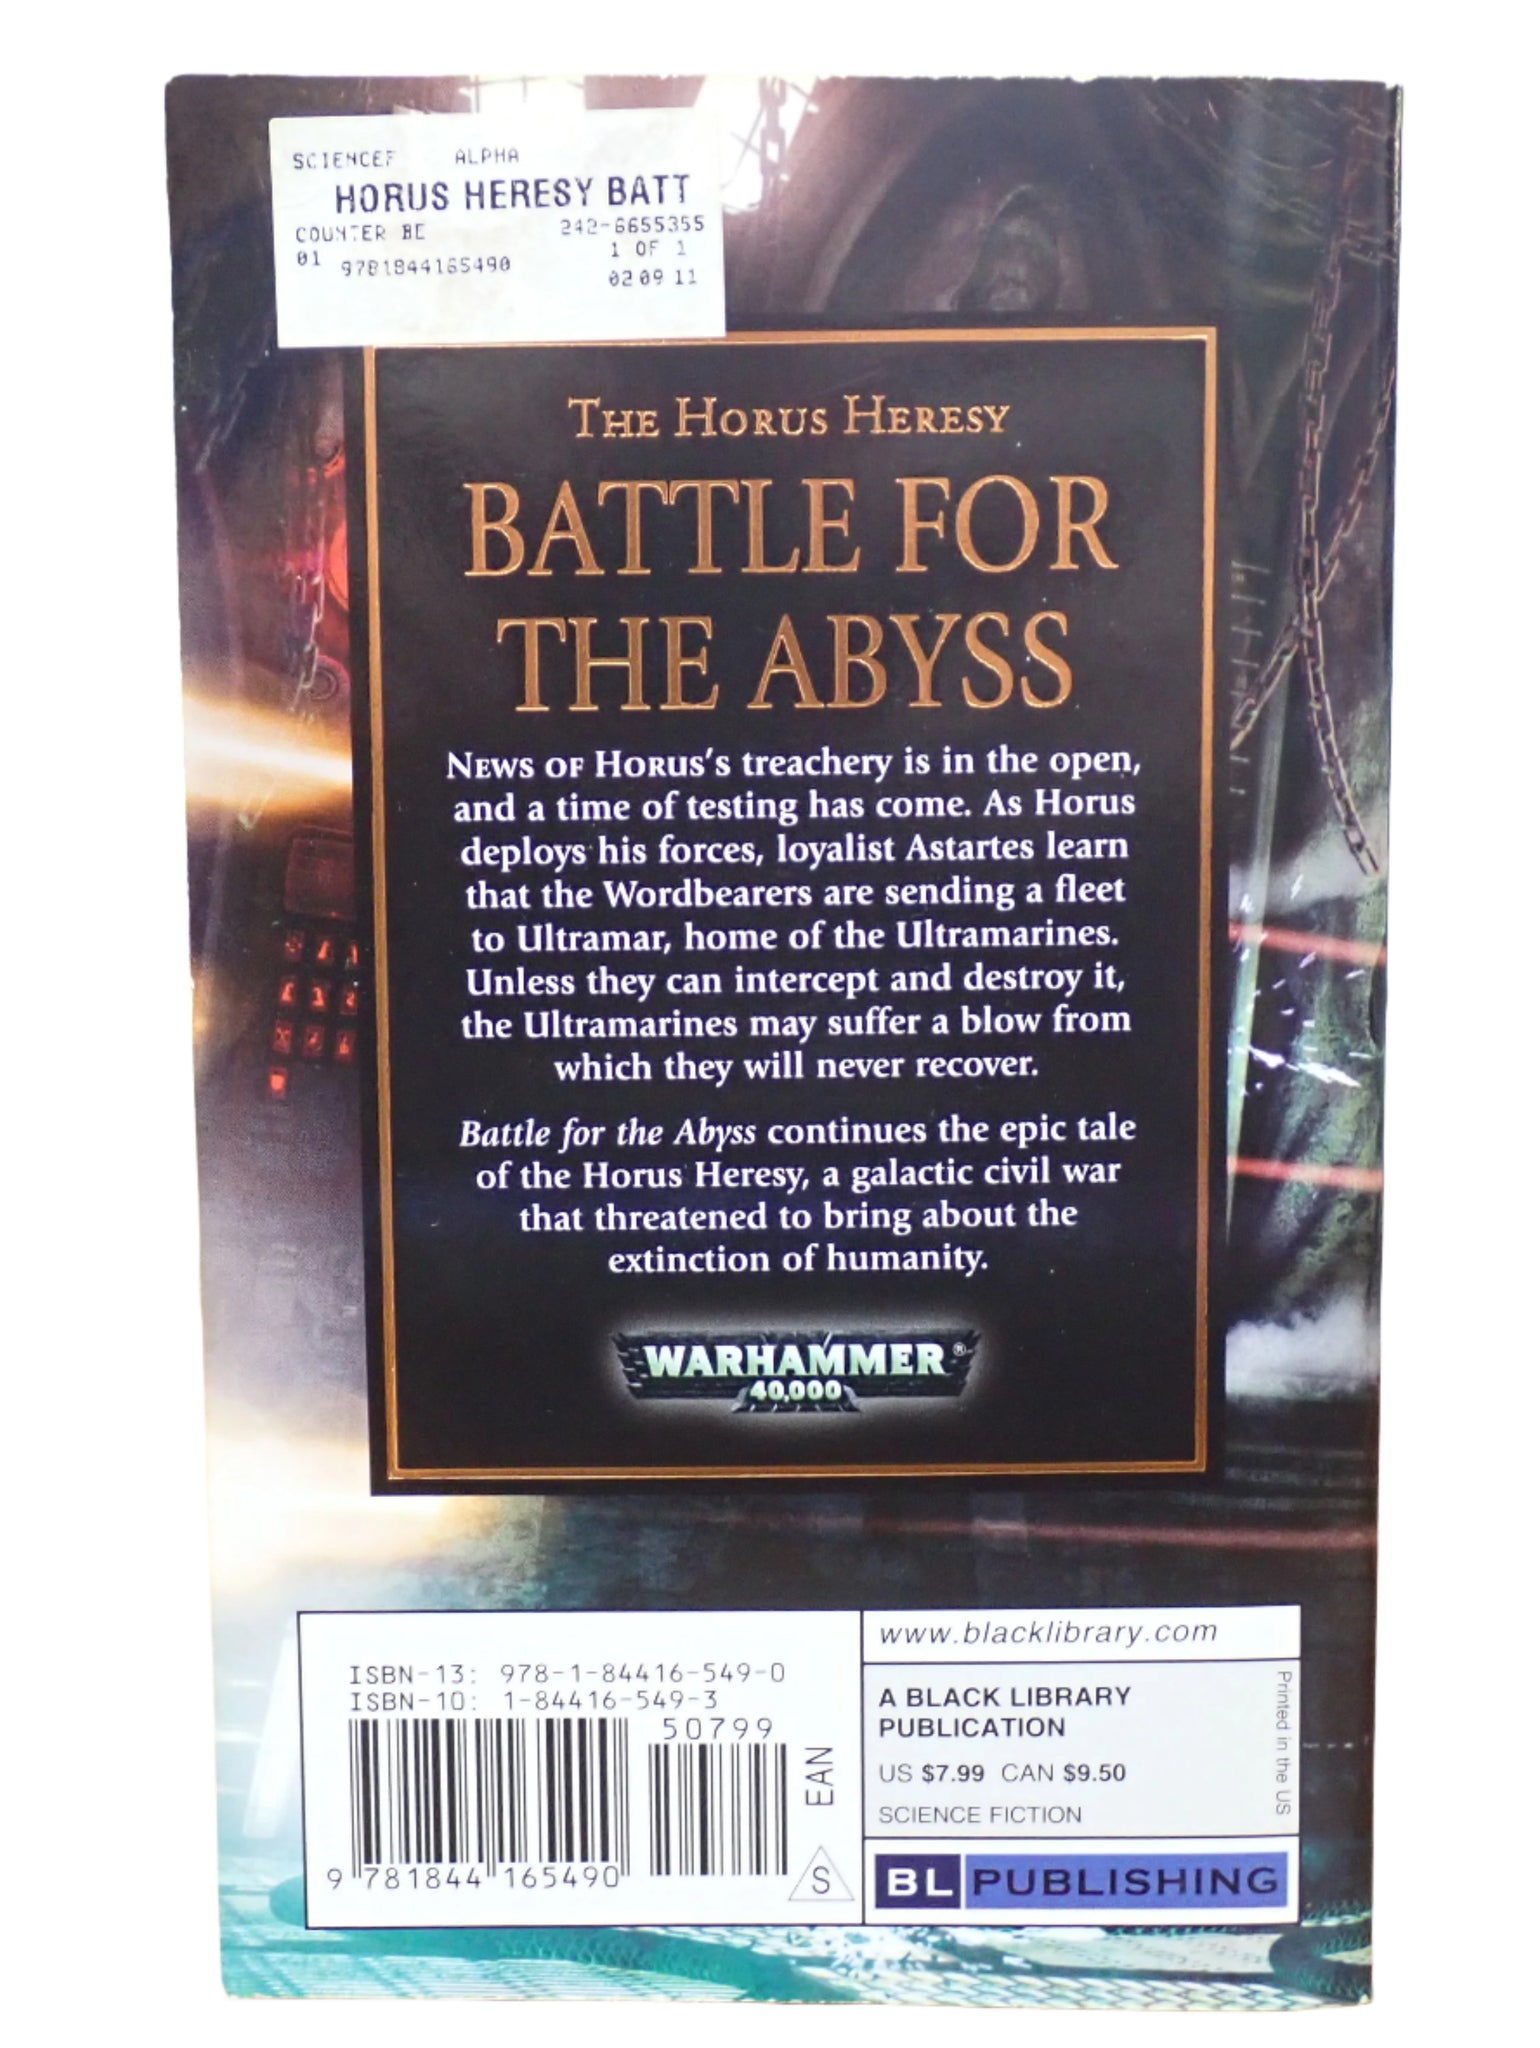 SCIENCEF ALPHA
HORUS HERESY BATT
COUNTER BE 242-6655355
01 9781844165490 1 OF 1
02 09 11
THE HORUS HERESY
BATTLE FOR
THE ABYSS
NEWS OF HORUS'S treachery is in the open,
and a time of testing has come. As Horus
deploys his forces, loyalist Astartes learn
that the Wordbearers are sending a fleet
to Ultramar, home of the Ultramarines.
Unless they can intercept and destroy it,
the Ultramarines may suffer a blow from
which they will never recover.
Battle for the Abyss continues the epic tale
of the Horus Heresy, a galactic civil war
that threatened to bring about the
extinction of humanity.
WARHAMMER®
40,000
ISBN-13: 978-1-84416-549-0
ISBN-10: 1-84416-549-3
50799
EAN
9 781844 165490
S
www.blacklibrary.com
A BLACK LIBRARY
PUBLICATION
US $7.99 CAN $9.50
SCIENCE FICTION
Printed in the US
BL PUBLISHING